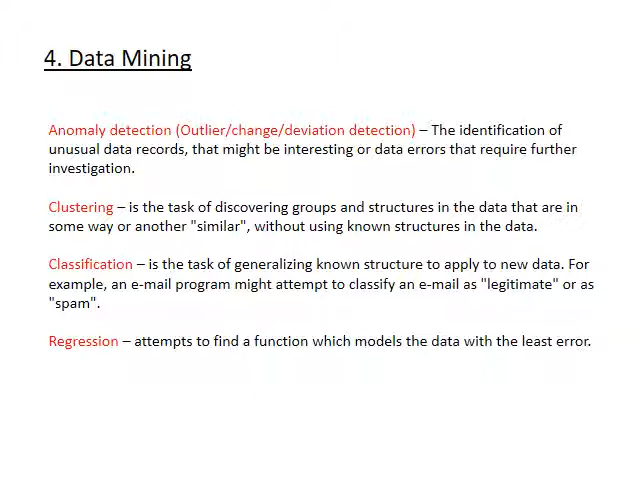 4. Data Mining
Anomaly detection (Outlier/change/deviation detection) – The identification of
unusual data records, that might be interesting or data errors that require further
investigation.
Clustering – is the task of discovering groups and structures in the data that are in
some way or another "similar", without using known structures in the data.
Classification – is the task of generalizing known structure to apply to new data. For
example, an e-mail program might attempt to classify an e-mail as "legitimate" or as
"spam".
Regression – attempts to find a function which models the data with the least error.